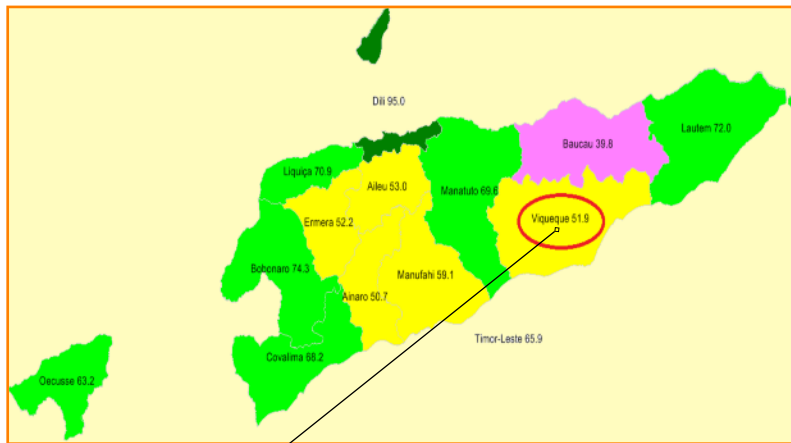 Dili 95.0
Lautem 72.0
Baucau 39.8
Liquiça 70.9
Aileu 53.0
Manatuto 69.6
Ermera 52.2
Viqueque 51.9
Bobonaro 74.3
Manufahi 59.1
Ainaro 50.7
Timor-Leste 65.9
Covalima 68.2
Oecusse 63.2